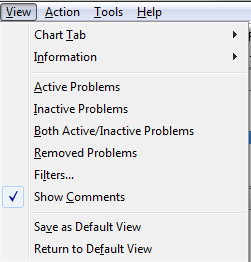 View Action Tools Help
Chart Tab
Information
Active Problems
Inactive Problems
Both Active/Inactive Problems
Removed Problems
Filters...
Show Comments
Save as Default View
Return to Default View